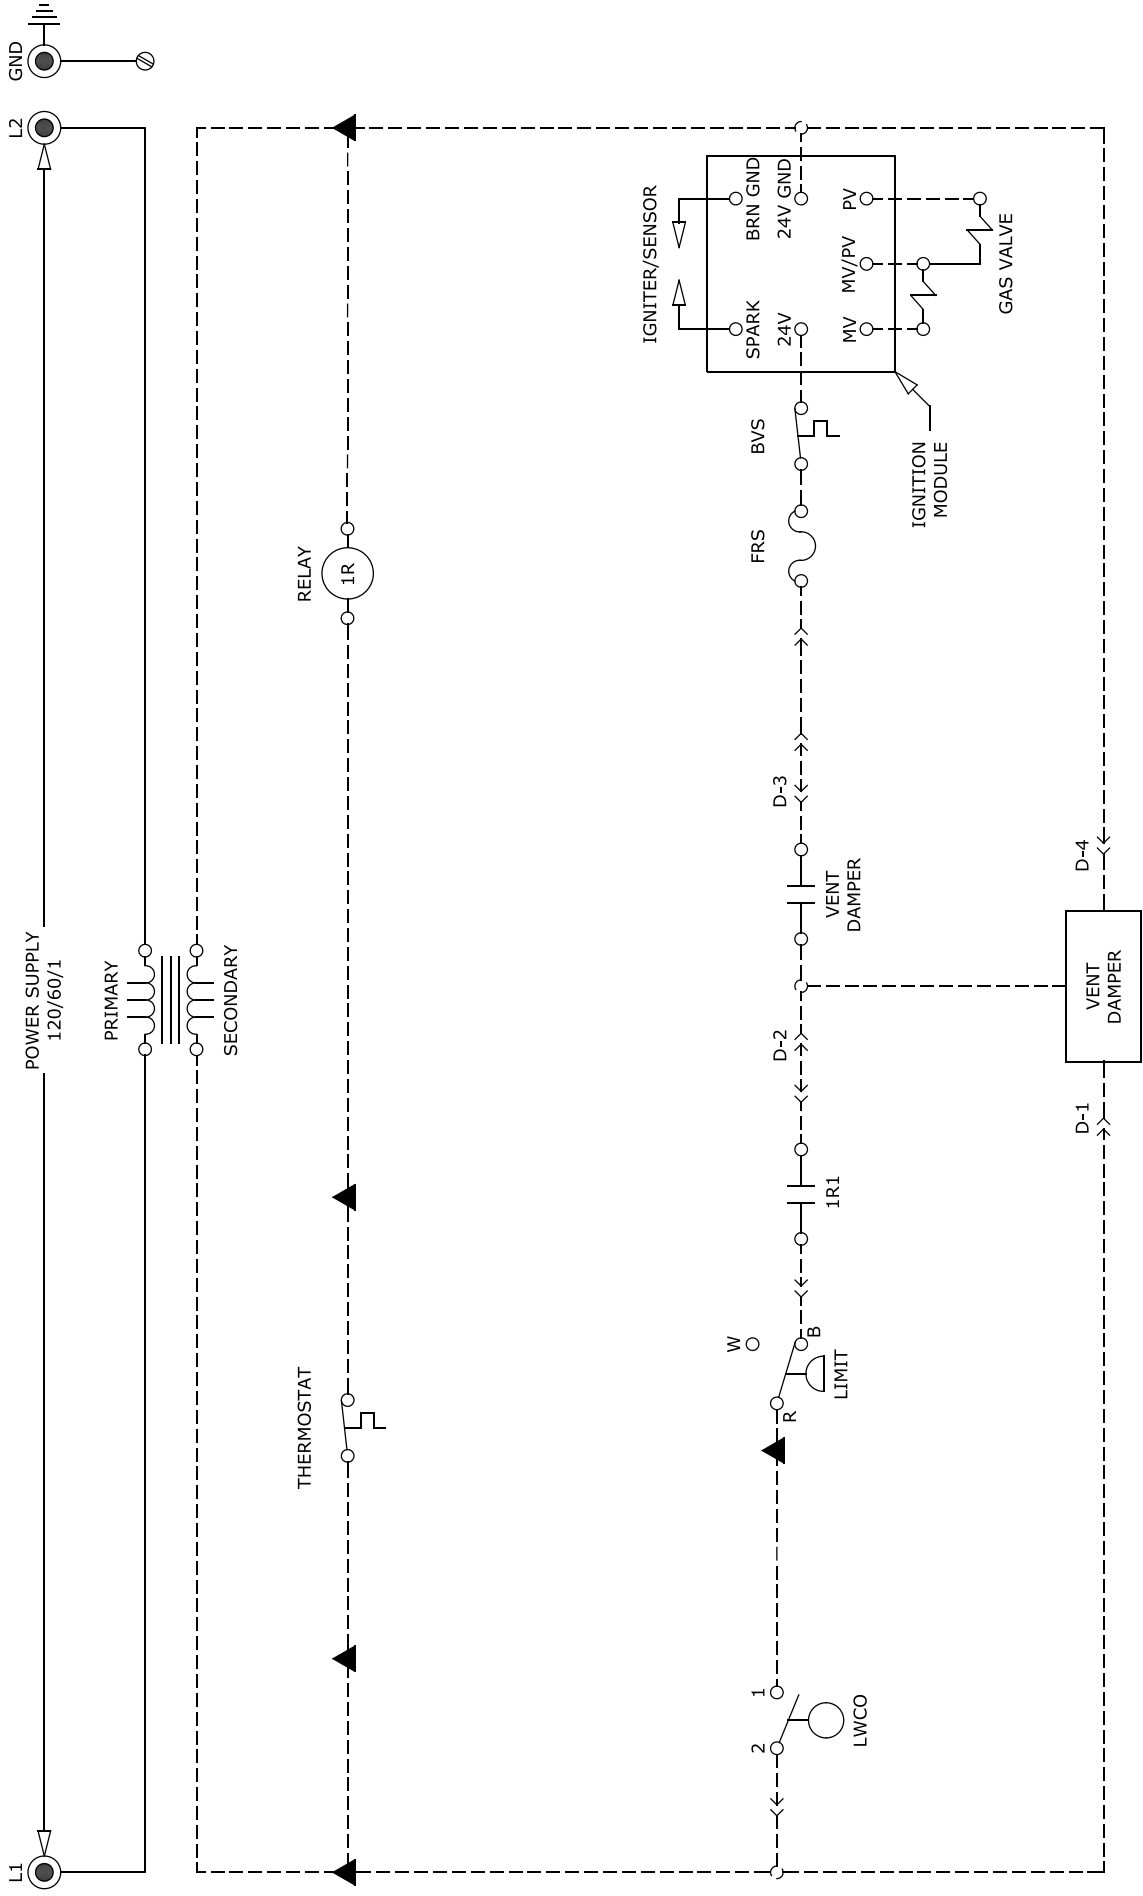 L1
POWER SUPPLY
120/60/1
L2
GND
PRIMARY
SECONDARY
THERMOSTAT
RELAY
1R
IGNITER/SENSOR
SPARK
BRN GND
24V
24V GND
MV
MV/PV
PV
GAS VALVE
IGNITION
MODULE
2
1
LWCO
R
W
B
LIMIT
1R1
D-2
VENT
DAMPER
D-3
FRS
BVS
D-1
VENT
DAMPER
D-4